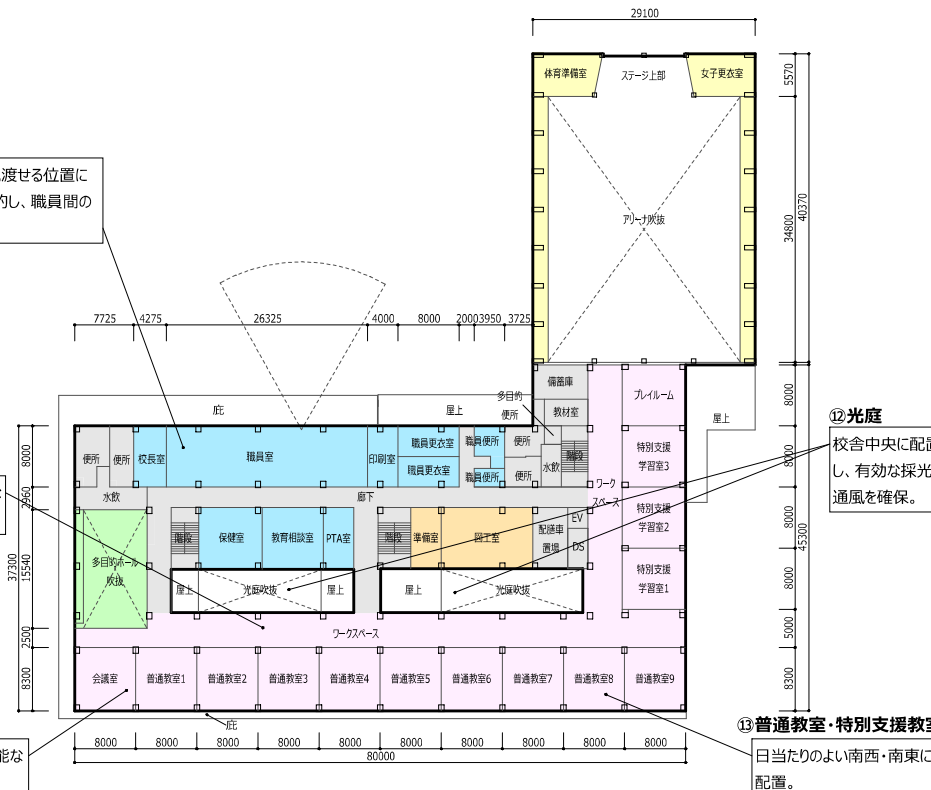 29100
体育準備室
ステージ上部
女子更衣室
5570
34800
40370
アリーナ吹抜
渡せる位置に
し、職員間の
7725
4275
26325
4000
8000
2000
3950
3725
備蓄庫
プレイルーム
8000
多目的
便所
教材室
庇
屋上
屋上
⑫光庭
校舎中央に配置
し、有効な採光
通風を確保。
8000
便所
便所
校長室
職員室
印刷室
職員更衣室
職員更衣室
職員便所
職員便所
便所
便所
水飲
階段
特別支援
学習室3
8000
2960
水飲
廊下
ワーク
スペース
特別支援
学習室2
8000
45300
37300
15540
階段
保健室
教育相談室
PTA室
階段
準備室
図工室
配膳車
置場
EV
DS
多目的ホール
吹抜
特別支援
学習室1
8000
屋上
光庭吹抜
屋上
屋上
光庭吹抜
2500
ワークスペース
5000
8300
会議室
普通教室1
普通教室2
普通教室3
普通教室4
普通教室5
普通教室6
普通教室7
普通教室8
普通教室9
8300
庇
⑬普通教室・特別支援教室
能な
日当たりのよい南西・南東に
配置。
8000
8000
8000
8000
8000
8000
8000
8000
8000
8000
80000